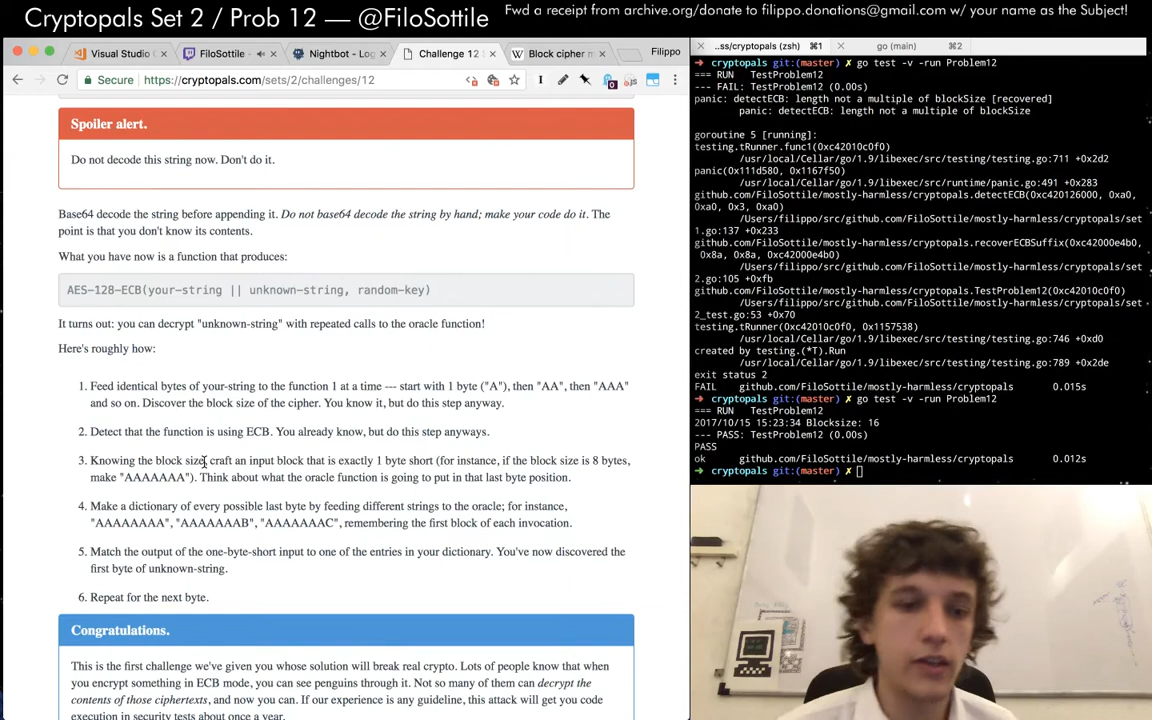 Cryptopals Set 2 / Prob 12 — @FiloSottile
Fwd a receipt from archive.org/donate to filippo.donations@gmail.com w/ your name as the Subject!
Visual Studio
FiloSottile -
Nightbot - Log
Challenge 12
Block cipher m
Filippo
Secure
https://cryptopals.com/sets/2/challenges/12
Spoiler alert.
Do not decode this string now. Don't do it.
Base64 decode the string before appending it. Do not base64 decode the string by hand; make your code do it. The
point is that you don't know its contents.
What you have now is a function that produces:
AES-128-ECB(your-string || unknown-string, random-key)
It turns out: you can decrypt "unknown-string" with repeated calls to the oracle function!
Here's roughly how:
1. Feed identical bytes of your-string to the function 1 at a time --- start with 1 byte ("A"), then "AA", then "AAA"
and so on. Discover the block size of the cipher. You know it, but do this step anyway.
2. Detect that the function is using ECB. You already know, but do this step anyways.
3. Knowing the block size, craft an input block that is exactly 1 byte short (for instance, if the block size is 8 bytes,
make "AAAAAAA"). Think about what the oracle function is going to put in that last byte position.
4. Make a dictionary of every possible last byte by feeding different strings to the oracle; for instance,
"AAAAAAAA", "AAAAAAAB", "AAAAAAAC", remembering the first block of each invocation.
5. Match the output of the one-byte-short input to one of the entries in your dictionary. You've now discovered the
first byte of unknown-string.
6. Repeat for the next byte.
Congratulations.
This is the first challenge we've given you whose solution will break real crypto. Lots of people know that when
you encrypt something in ECB mode, you can see penguins through it. Not so many of them can decrypt the
contents of those ciphertexts, and now you can. If our experience is any guideline, this attack will get you code
execution in security tests about once a year.
..ss/cryptopals (zsh) ⌘1
go (main) ⌘2
➜ cryptopals git:(master) ✗ go test -v -run Problem12
=== RUN TestProblem12
--- FAIL: TestProblem12 (0.00s)
panic: detectECB: length not a multiple of blockSize [recovered]
panic: detectECB: length not a multiple of blockSize
goroutine 5 [running]:
testing.tRunner.func1(0xc42010c0f0)
/usr/local/Cellar/go/1.9/libexec/src/testing/testing.go:711 +0x2d2
panic(0x111d580, 0x1167f50)
/usr/local/Cellar/go/1.9/libexec/src/runtime/panic.go:491 +0x283
github.com/FiloSottile/mostly-harmless/cryptopals.detectECB(0xc420126000, 0xa0,
0xa0, 0x3, 0xa0)
/Users/filippo/src/github.com/FiloSottile/mostly-harmless/cryptopals/set
1.go:137 +0x233
github.com/FiloSottile/mostly-harmless/cryptopals.recoverECBSuffix(0xc42000e4b0,
0x8a, 0x8a, 0xc42000e4b0)
/Users/filippo/src/github.com/FiloSottile/mostly-harmless/cryptopals/set
2.go:105 +0xfb
github.com/FiloSottile/mostly-harmless/cryptopals.TestProblem12(0xc42010c0f0)
/Users/filippo/src/github.com/FiloSottile/mostly-harmless/cryptopals/set
2_test.go:53 +0x70
testing.tRunner(0xc42010c0f0, 0x1157538)
/usr/local/Cellar/go/1.9/libexec/src/testing/testing.go:746 +0xd0
created by testing.(*T).Run
/usr/local/Cellar/go/1.9/libexec/src/testing/testing.go:789 +0x2de
exit status 2
FAIL github.com/FiloSottile/mostly-harmless/cryptopals 0.015s
➜ cryptopals git:(master) ✗ go test -v -run Problem12
=== RUN TestProblem12
2017/10/15 15:23:34 Blocksize: 16
--- PASS: TestProblem12 (0.00s)
PASS
ok github.com/FiloSottile/mostly-harmless/cryptopals 0.012s
➜ cryptopals git:(master) ✗